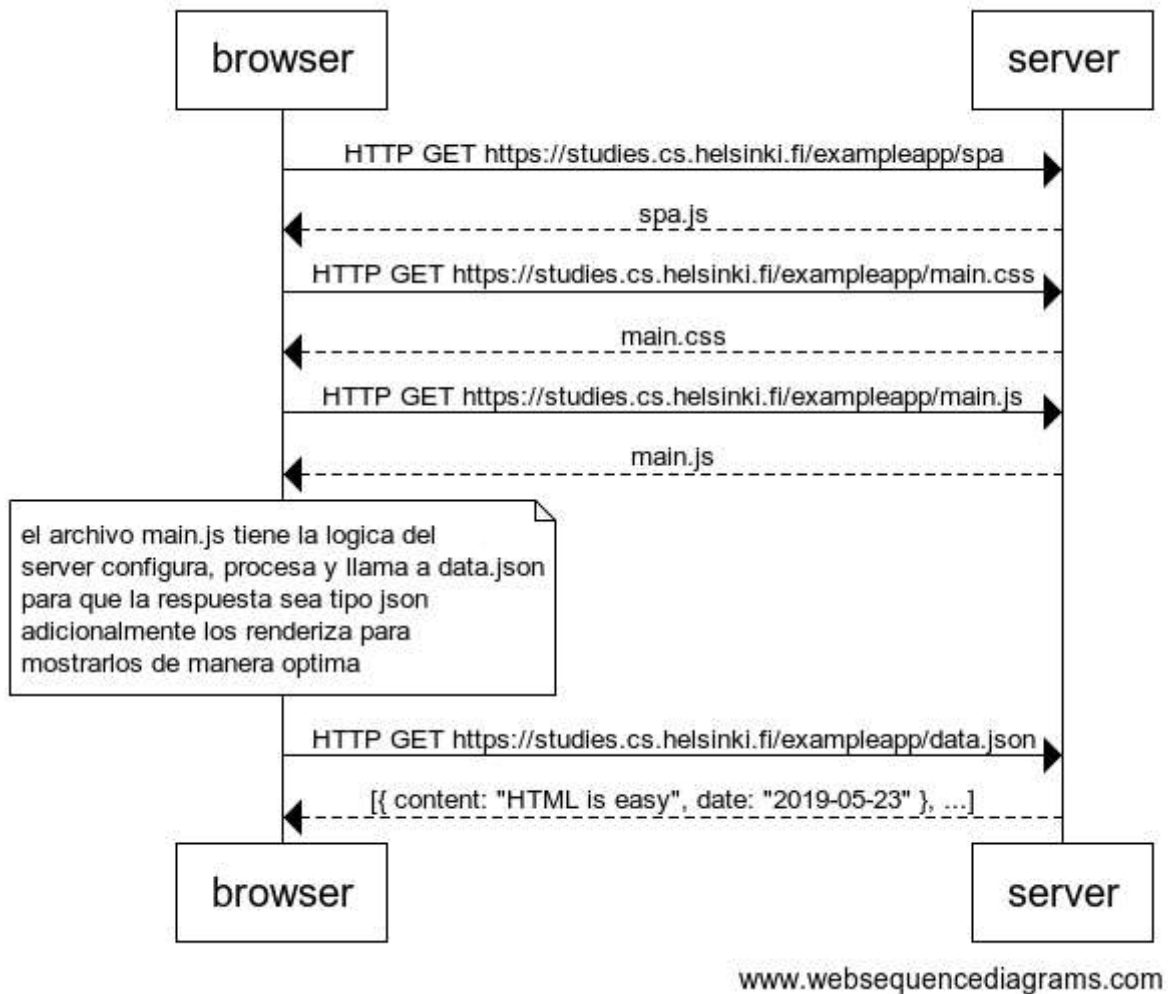 browser
server
HTTP GET https://studies.cs.helsinki.fi/exampleapp/spa
spa.js
HTTP GET https://studies.cs.helsinki.fi/exampleapp/main.css
main.css
HTTP GET https://studies.cs.helsinki.fi/exampleapp/main.js
main.js
el archivo main.js tiene la logica del
server configura, procesa y llama a data.json
para que la respuesta sea tipo json
adicionalmente los renderiza para
mostrarlos de manera optima
HTTP GET https://studies.cs.helsinki.fi/exampleapp/data.json
[{ content: "HTML is easy", date: "2019-05-23" }, ...]
browser
server
www.websequencediagrams.com